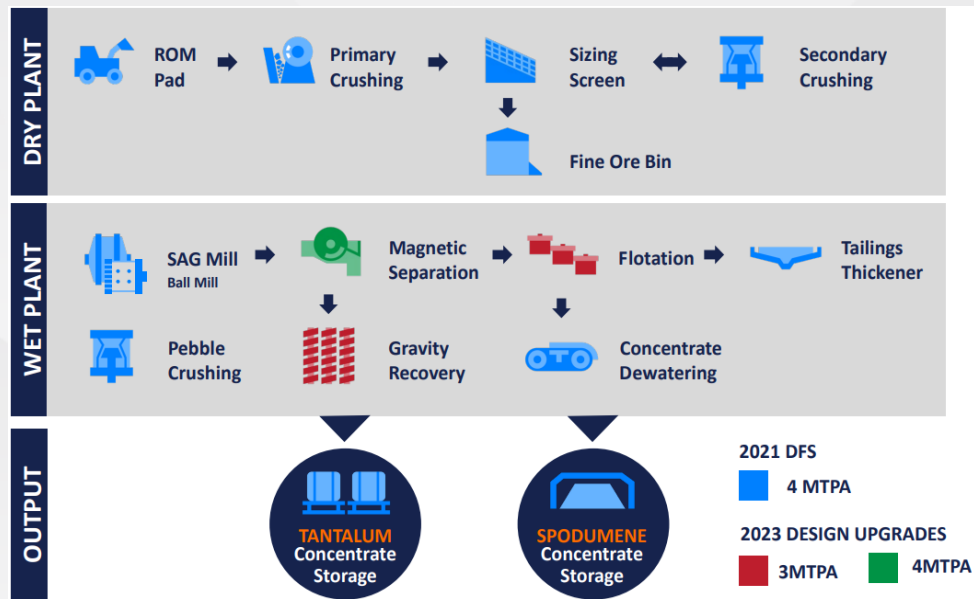 DRY PLANT
ROM
Pad
Primary
Crushing
Sizing
Screen
Secondary
Crushing
Fine Ore Bin
WET PLANT
SAG Mill
Ball Mill
Magnetic
Separation
Flotation
Tailings
Thickener
Pebble
Crushing
Gravity
Recovery
Concentrate
Dewatering
OUTPUT
TANTALUM
Concentrate
Storage
SPODUMENE
Concentrate
Storage
2021 DFS
4 MTPA
2023 DESIGN UPGRADES
3MTPA
4MTPA